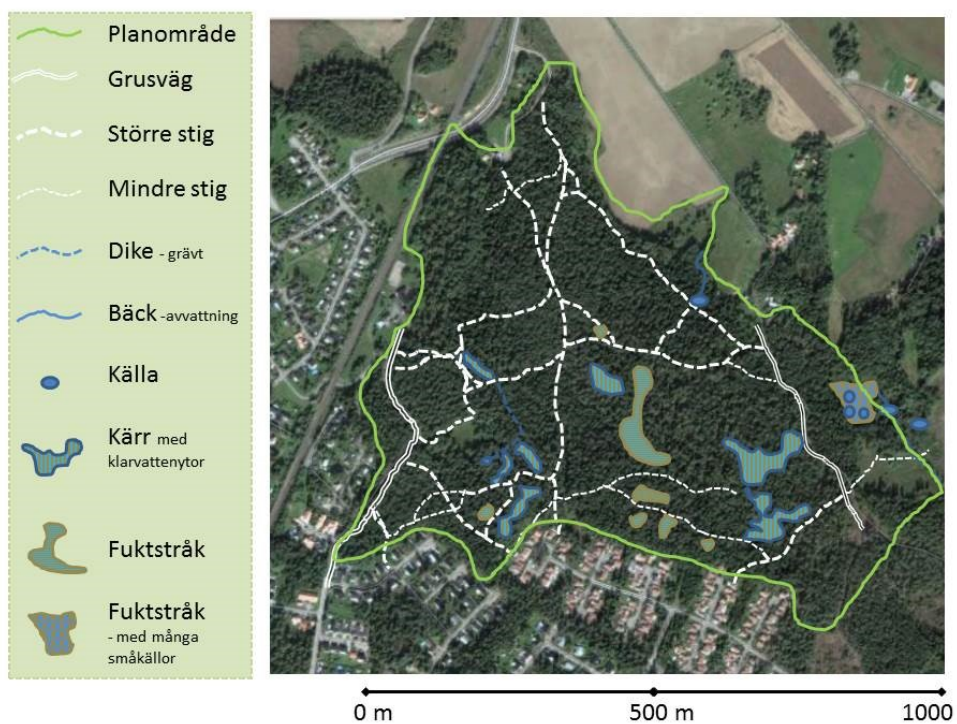 Planområde
Grusväg
Större stig
Mindre stig
Dike - grävt
Bäck -avvattning
Källa
Kärr med
klarvattenytor
Fuktstråk
Fuktstråk
- med många
småkällor
0 m
500 m
1000